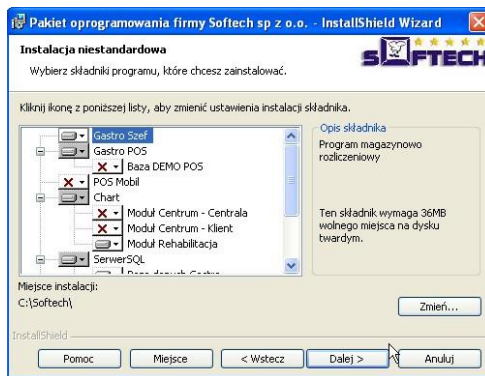 Pakiet oprogramowania firmy Softech sp z o.o. - InstallShield Wizard
Instalacja niestandardowa
Wybierz składniki programu, które chcesz zainstalować.
SOFTECH
Kliknij ikonę z poniższej listy, aby zmienić ustawienia instalacji składnika.
Gastro Szef
Gastro POS
Baza DEMO POS
POS Mobil
Chart
Moduł Centrum - Centrala
Moduł Centrum - Klient
Moduł Rehabilitacja
SerwerSQL
Opis składnika
Program magazynowo
rozliczeniowy
Ten składnik wymaga 36MB
wolnego miejsca na dysku
twardym.
Miejsce instalacji:
C:\Softech\
Zmień...
InstallShield
Pomoc
Miejsce
< Wstecz
Dalej >
Anuluj